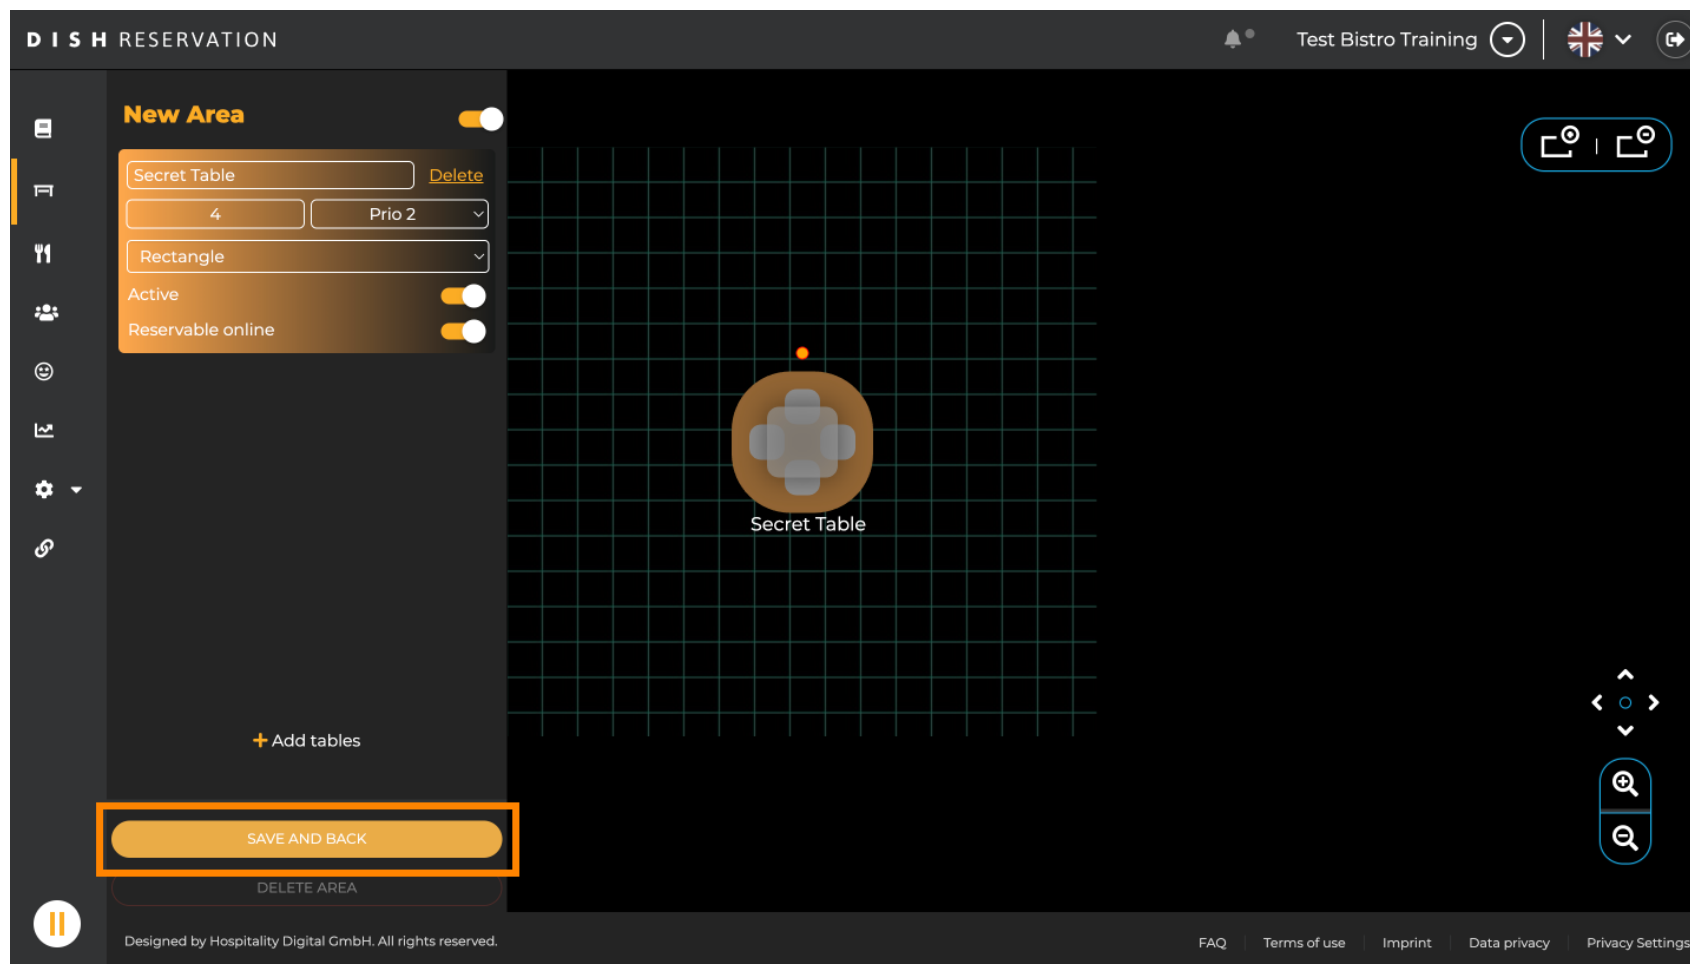 DISH RESERVATION
Test Bistro Training
New Area
Secret Table
Delete
4
Prio 2
Rectangle
Active
Reservable online
Secret Table
+ Add tables
SAVE AND BACK
DELETE AREA
Designed by Hospitality Digital GmbH. All rights reserved.
FAQ
Terms of use
Imprint
Data privacy
Privacy Settings